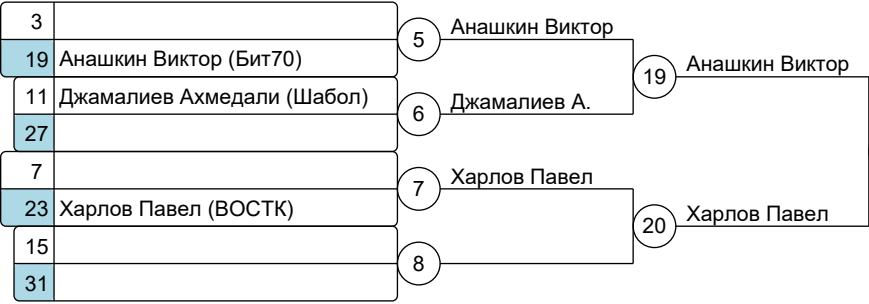 3
5
Анашкин Виктор
19 Анашкин Виктор (Бит70)
19
Анашкин Виктор
11 Джамалиев Ахмедали (Шабол)
6
Джамалиев А.
27
7
7
Харлов Павел
23 Харлов Павел (ВОСТК)
20
Харлов Павел
15
8
31